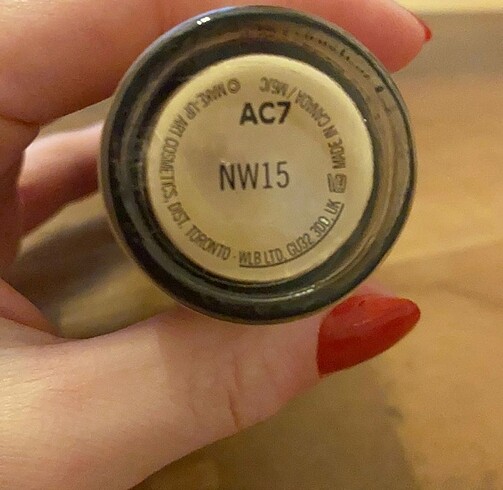 AC7
NW15
© MAKE-UP ART COSMETICS, DIST. TORONTO - WLB LTD, GU32 3DD, UK
MADE IN CANADA / M&C